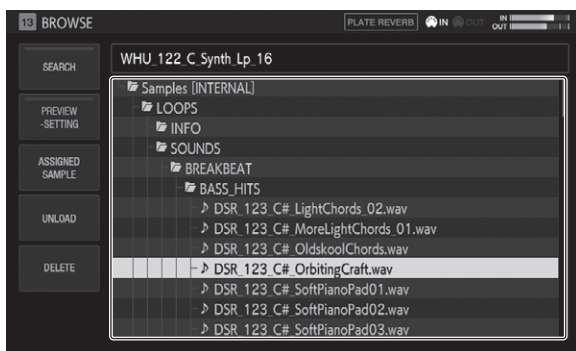 13 BROWSE
PLATE REVERB IN OUT IN OUT
SEARCH
PREVIEW
-SETTING
ASSIGNED
SAMPLE
UNLOAD
DELETE
WHU_122_C_Synth_Lp_16
Samples [INTERNAL]
LOOPS
INFO
SOUNDS
BREAKBEAT
BASS_HITS
DSR_123_C#_LightChords_02.wav
DSR_123_C#_MoreLightChords_01.wav
DSR_123_C#_OldskoolChords.wav
DSR_123_C#_OrbitingCraft.wav
DSR_123_C#_SoftPianoPad01.wav
DSR_123_C#_SoftPianoPad02.wav
DSR_123_C#_SoftPianoPad03.wav